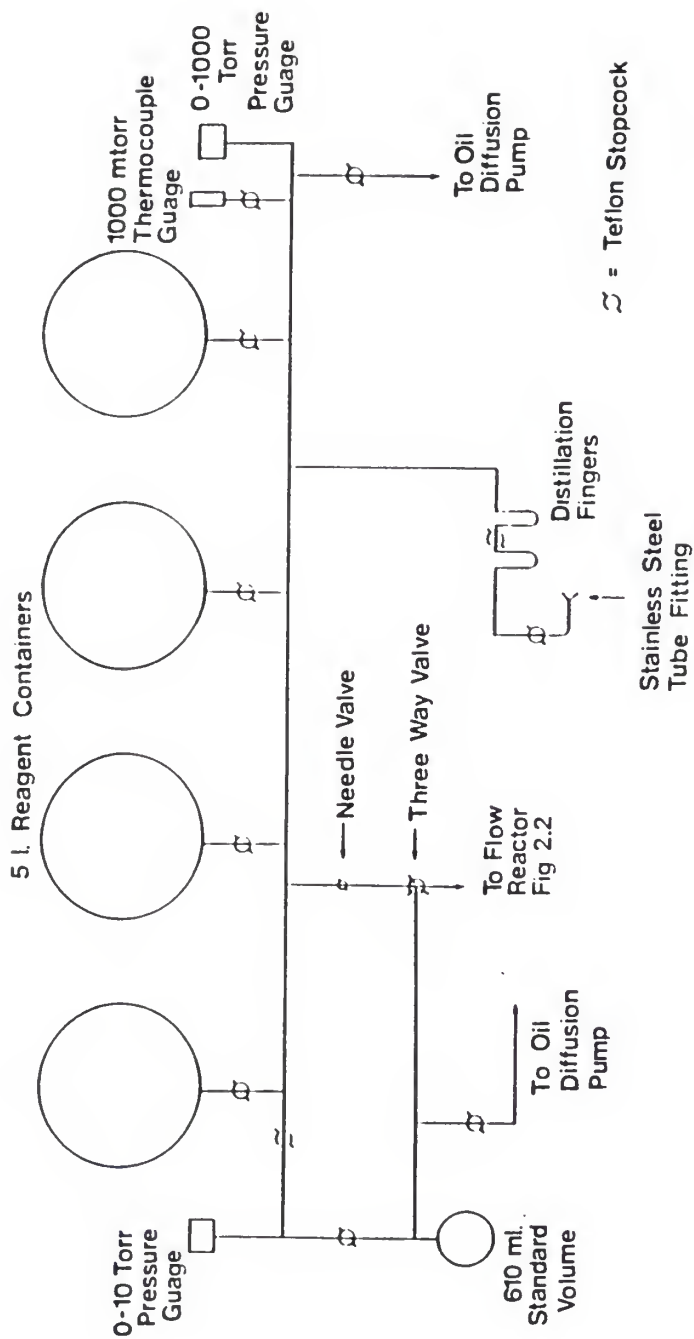 5 l. Reagent Containers
0-10 Torr
Pressure
Guage
1000 mtorr
Thermocouple
Guage
0-1000
Torr
Pressure
Guage
Needle Valve
Three Way Valve
To Flow
Reactor
Fig 2.2
To Oil
Diffusion
Pump
610 ml.
Standard
Volume
Distillation
Fingers
Stainless Steel
Tube Fitting
To Oil
Diffusion
Pump
= Teflon Stopcock